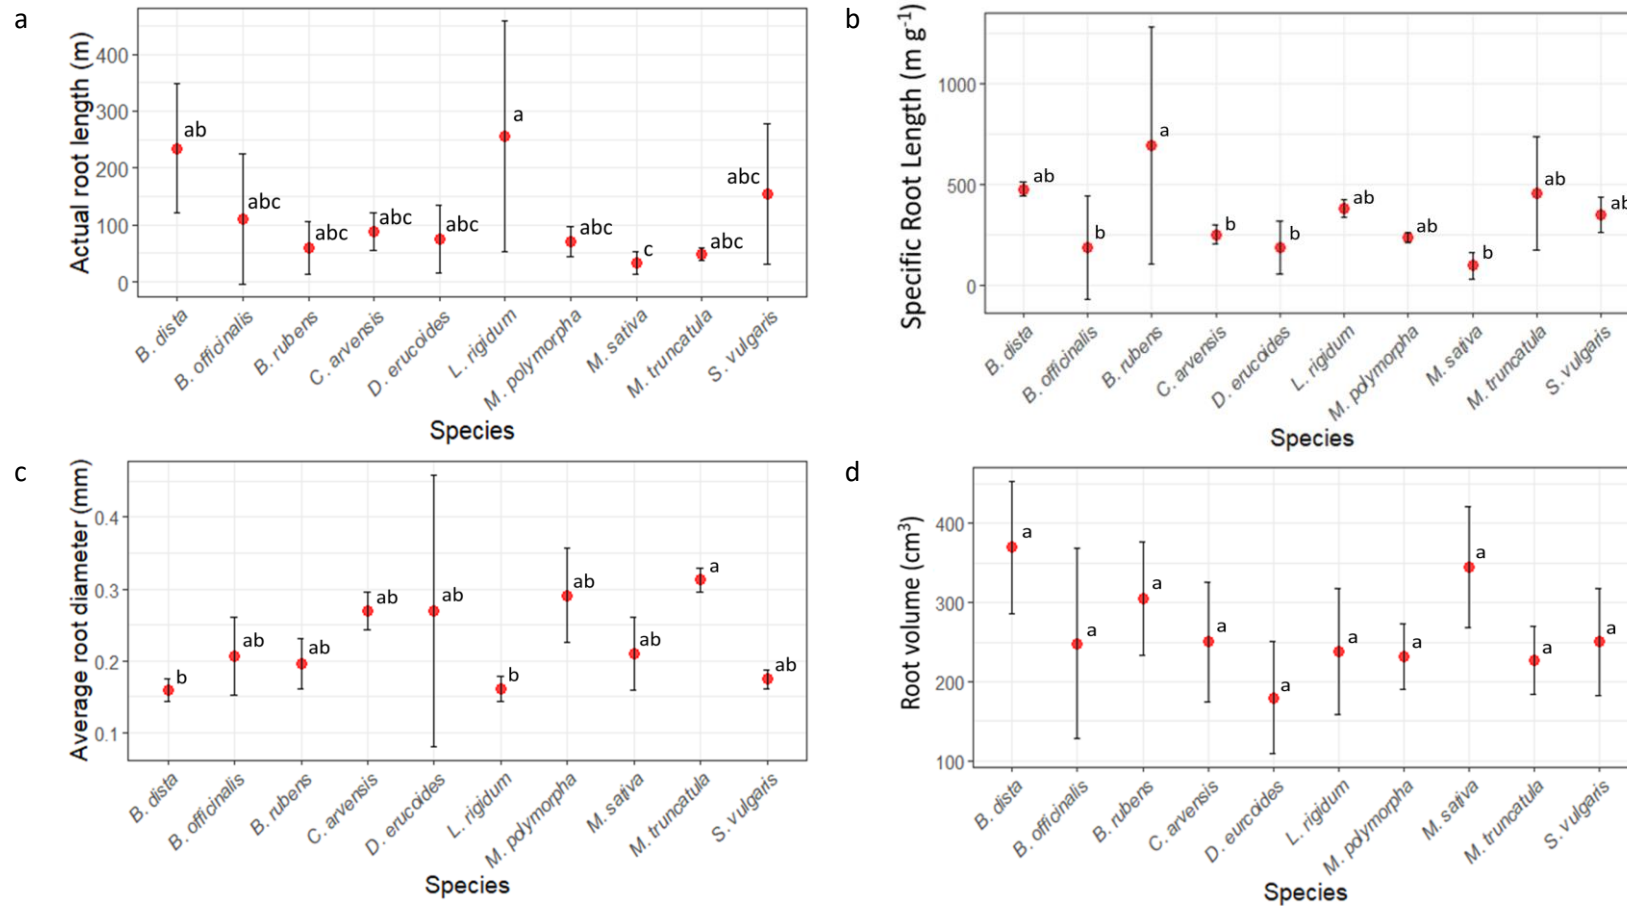 a
Actual root length (m)
400
300
200
100
0
ab
abc
abc
abc
abc
a
abc
c
abc
abc
B. dista
B. officinalis
B. rubens
C. arvensis
D. erucoides
L. rigidum
M. polymorpha
M. sativa
M. truncatula
S. vulgaris
Species
b
Specific Root Length (m g⁻¹)
1000
500
0
ab
b
a
b
b
ab
ab
b
ab
ab
B. dista
B. officinalis
B. rubens
C. arvensis
D. erucoides
L. rigidum
M. polymorpha
M. sativa
M. truncatula
S. vulgaris
Species
c
Average root diameter (mm)
0.4
0.3
0.2
0.1
b
ab
ab
ab
ab
b
ab
ab
a
ab
B. dista
B. officinalis
B. rubens
C. arvensis
D. erucoides
L. rigidum
M. polymorpha
M. sativa
M. truncatula
S. vulgaris
Species
d
Root volume (cm³)
400
300
200
100
a
a
a
a
a
a
a
a
a
a
B. dista
B. officinalis
B. rubens
C. arvensis
D. eurcoides
L. rigidum
M. polymorpha
M. sativa
M. truncatula
S. vulgaris
Species